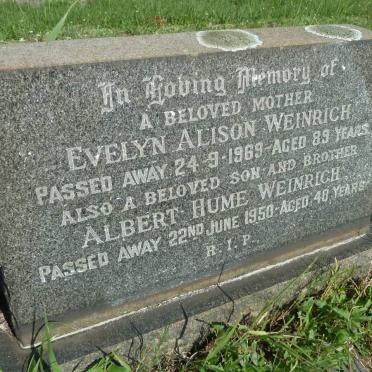 In Loving Memory of
A BELOVED MOTHER
EVELYN ALISON WEINRICH
PASSED AWAY 24-9-1969-AGED 89 YEARS.
ALSO A BELOVED SON AND BROTHER
ALBERT HUME WEINRICH
PASSED AWAY 22ND JUNE 1950-AGED 40 YEARS
R.I.P.